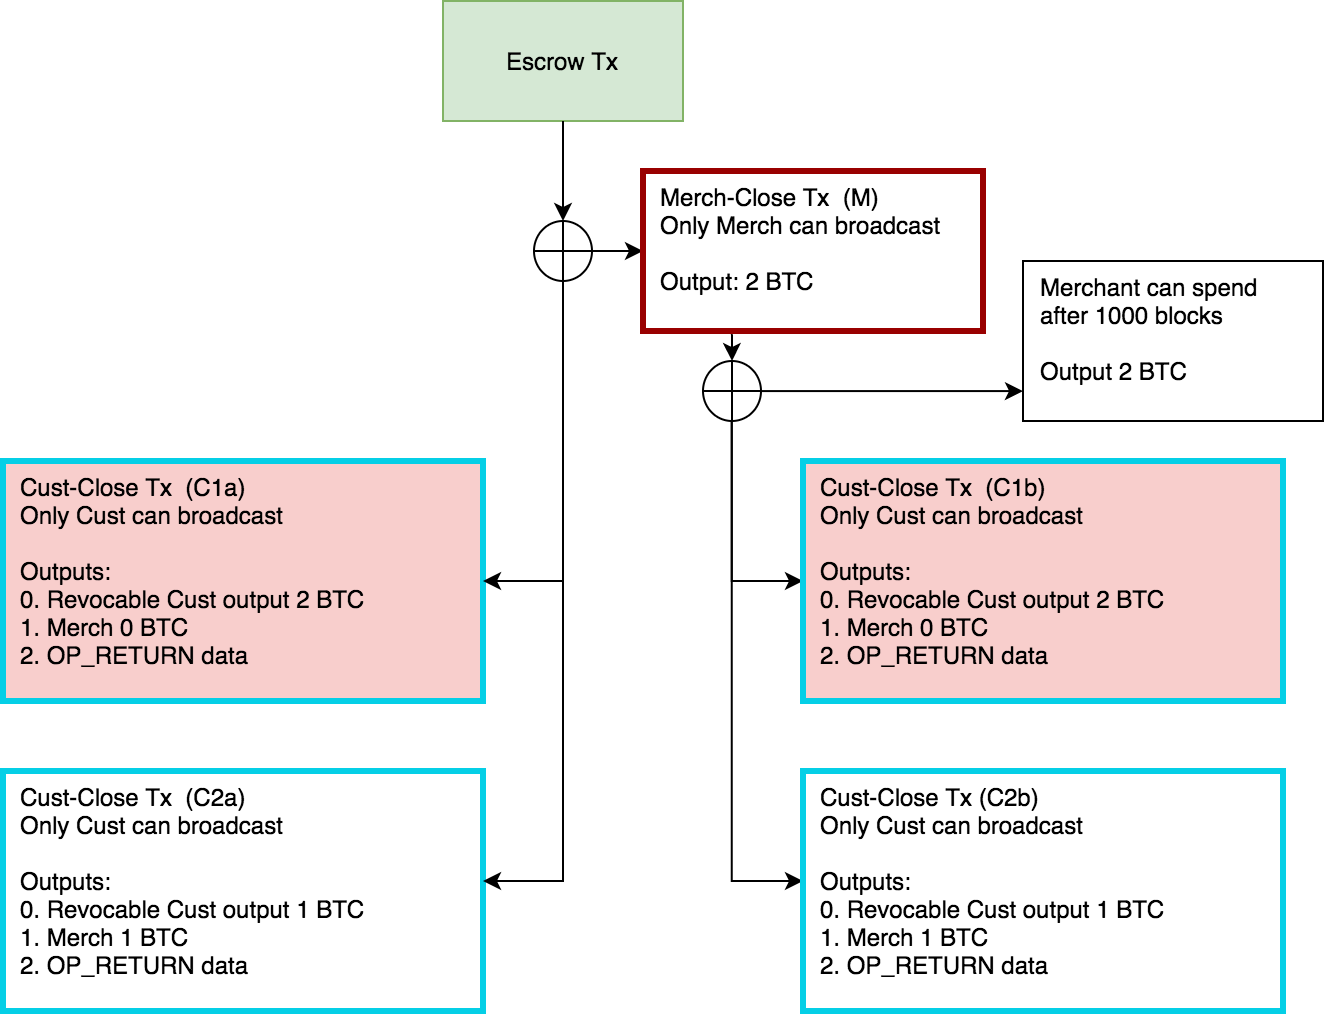 Escrow Tx
Merch-Close Tx  (M)
Only Merch can broadcast
Output: 2 BTC
Merchant can spend
after 1000 blocks
Output 2 BTC
Cust-Close Tx  (C1a)
Only Cust can broadcast
Outputs:
0. Revocable Cust output 2 BTC
1. Merch 0 BTC
2. OP_RETURN data
Cust-Close Tx  (C1b)
Only Cust can broadcast
Outputs:
0. Revocable Cust output 2 BTC
1. Merch 0 BTC
2. OP_RETURN data
Cust-Close Tx  (C2a)
Only Cust can broadcast
Outputs:
0. Revocable Cust output 1 BTC
1. Merch 1 BTC
2. OP_RETURN data
Cust-Close Tx (C2b)
Only Cust can broadcast
Outputs:
0. Revocable Cust output 1 BTC
1. Merch 1 BTC
2. OP_RETURN data